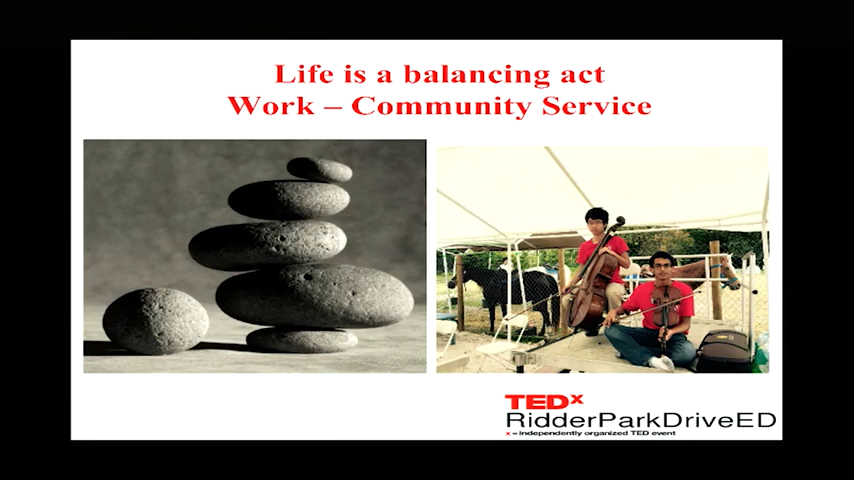 Life is a balancing act
Work – Community Service
TEDx
RidderParkDriveED
x = independently organized TED event